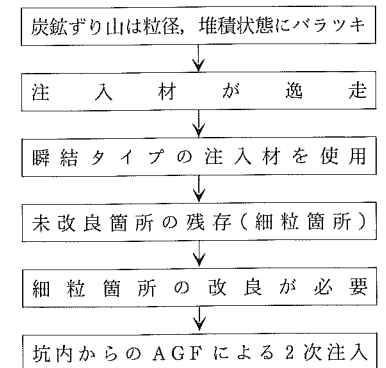 炭鉱ずり山は粒径，堆積状態にバラツキ
注入材が逸走
瞬結タイプの注入材を使用
未改良箇所の残存(細粒箇所)
細粒箇所の改良が必要
坑内からのAGFによる2次注入